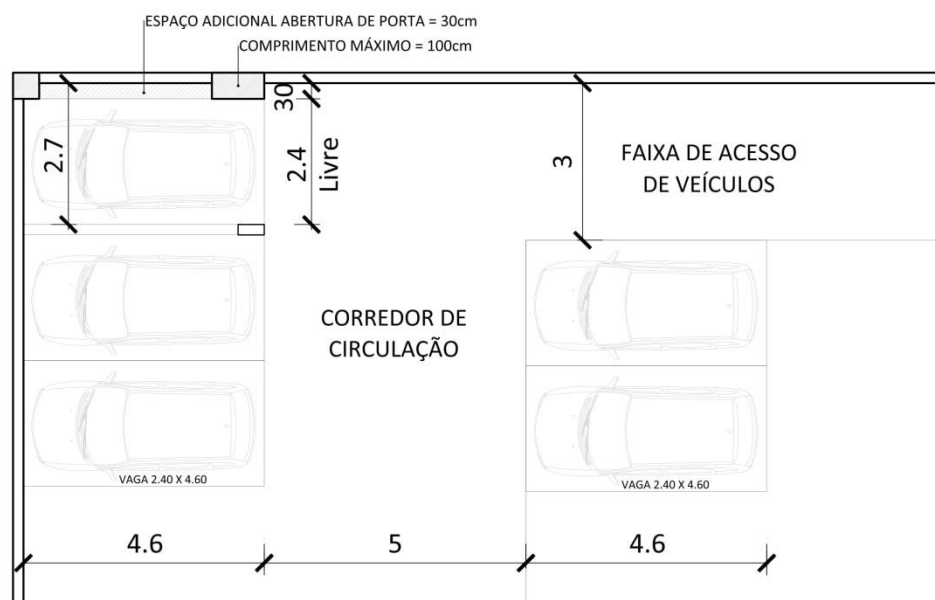 ESPAÇO ADICIONAL ABERTURA DE PORTA = 30cm
COMPRIMENTO MÁXIMO = 100cm
2.7
30
2.4
Livre
3
FAIXA DE ACESSO
DE VEÍCULOS
CORREDOR DE
CIRCULAÇÃO
VAGA 2.40 X 4.60
VAGA 2.40 X 4.60
4.6
5
4.6